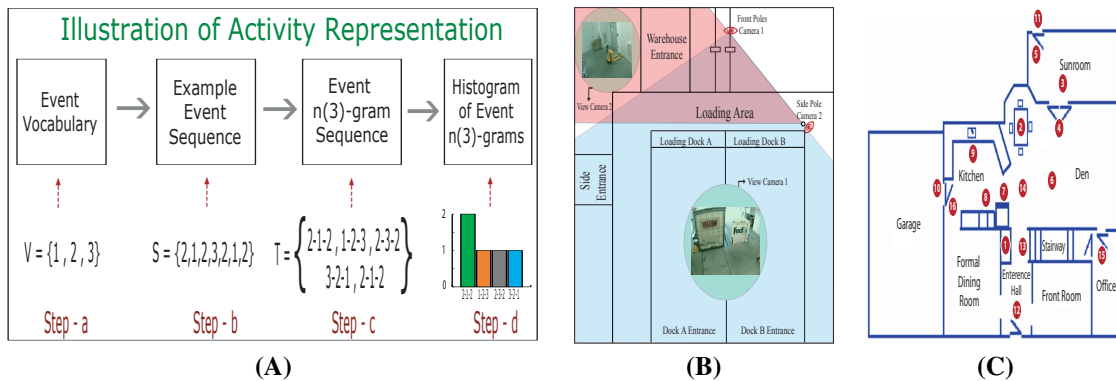 Illustration of Activity Representation
Event
Vocabulary
Example
Event
Sequence
Event
n(3)-gram
Sequence
Histogram
of Event
n(3)-grams
V = {1 , 2 , 3}
S = {2,1,2,3,2,1,2}
T = { 2-1-2 , 1-2-3 , 2-3-2
3-2-1 , 2-1-2 }
2
1
0
2-1-2 1-2-3 2-3-2 3-2-1
Step - a
Step - b
Step - c
Step - d
(A)
Front Poles
Camera 1
Warehouse
Entrance
View Camera 2
Side Pole
Camera 2
Loading Area
Loading Dock A
Loading Dock B
Side
Entrance
View Camera 1
YELLOW
FedEx
Dock A Entrance
Dock B Entrance
(B)
11
5
Sunroom
3
2
4
9
Kitchen
6
Den
10
16
8
7
14
Garage
1
13
Stairway
15
Formal
Dining
Room
Enterence
Hall
12
Front Room
Office
(C)